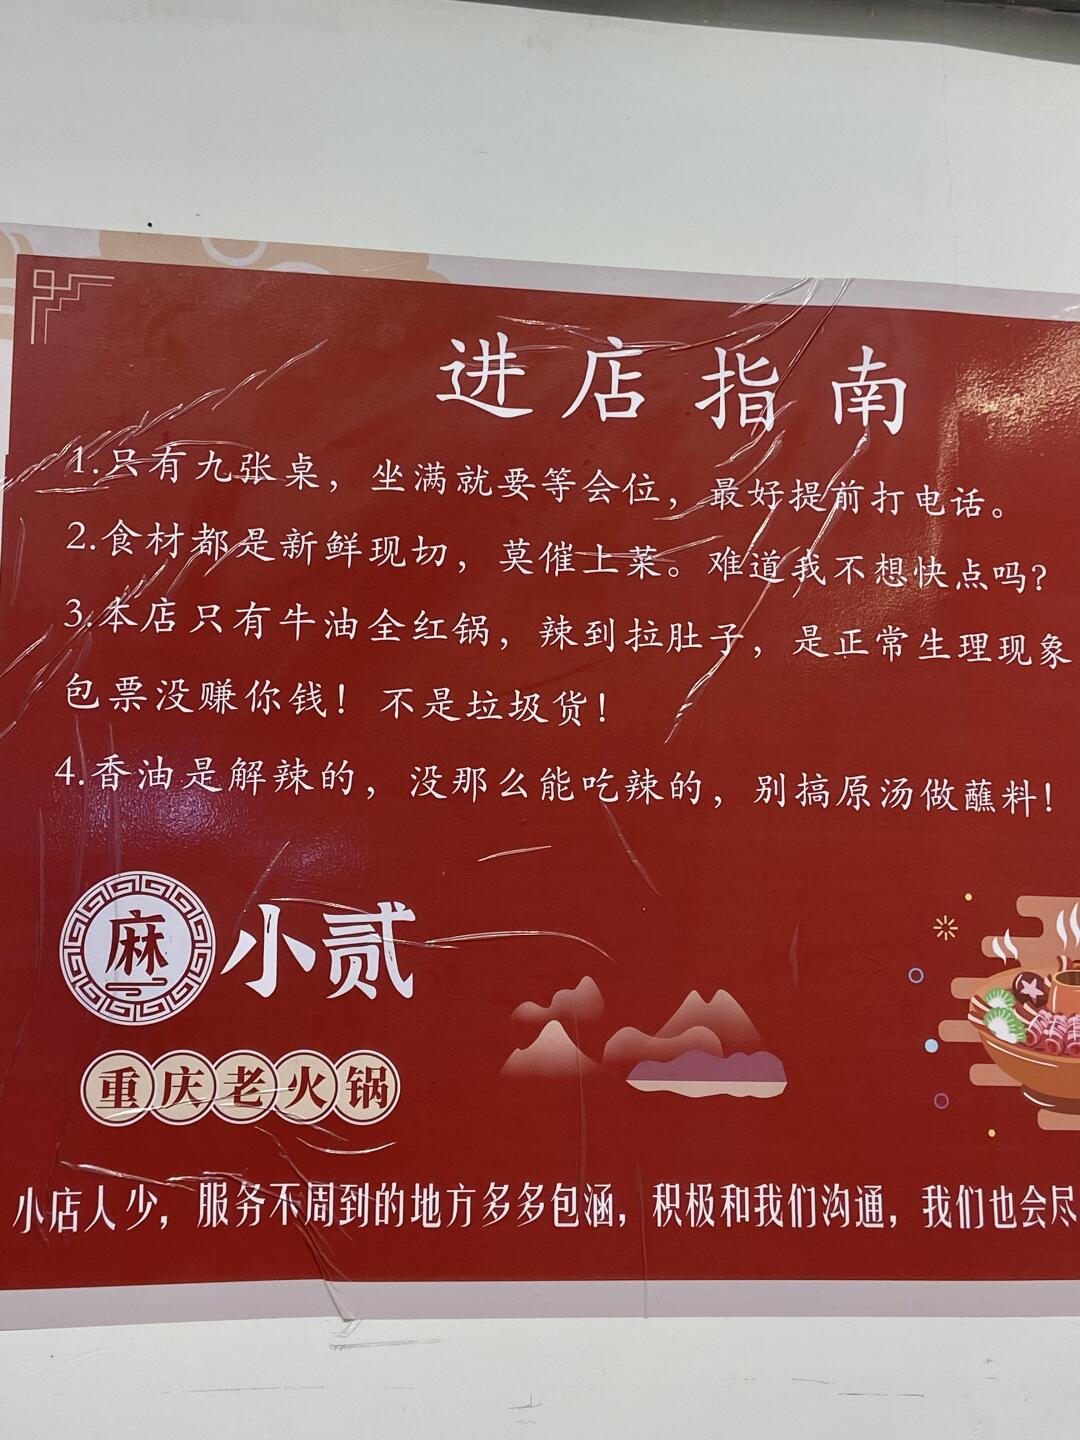 进店指南
1.只有九张桌，坐满就要等会位，最好提前打电话。
2.食材都是新鲜现切，莫催上菜。难道我不想快点吗？
3.本店只有牛油全红锅，辣到拉肚子，是正常生理现象
包票没赚你钱！不是垃圾货！
4.香油是解辣的，没那么能吃辣的，别搞原汤做蘸料！
麻小贰
重庆老火锅
小店人少，服务不周到的地方多多包涵，积极和我们沟通，我们也会尽